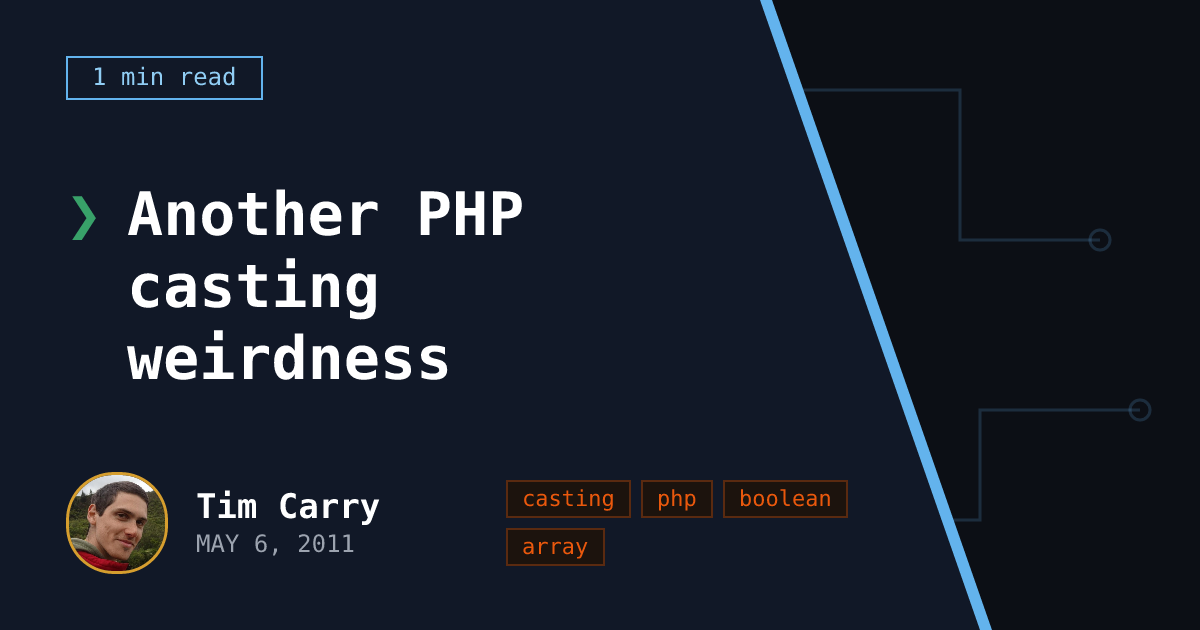 1 min read
❯ Another PHP
casting
weirdness
Tim Carry
MAY 6, 2011
casting php boolean
array